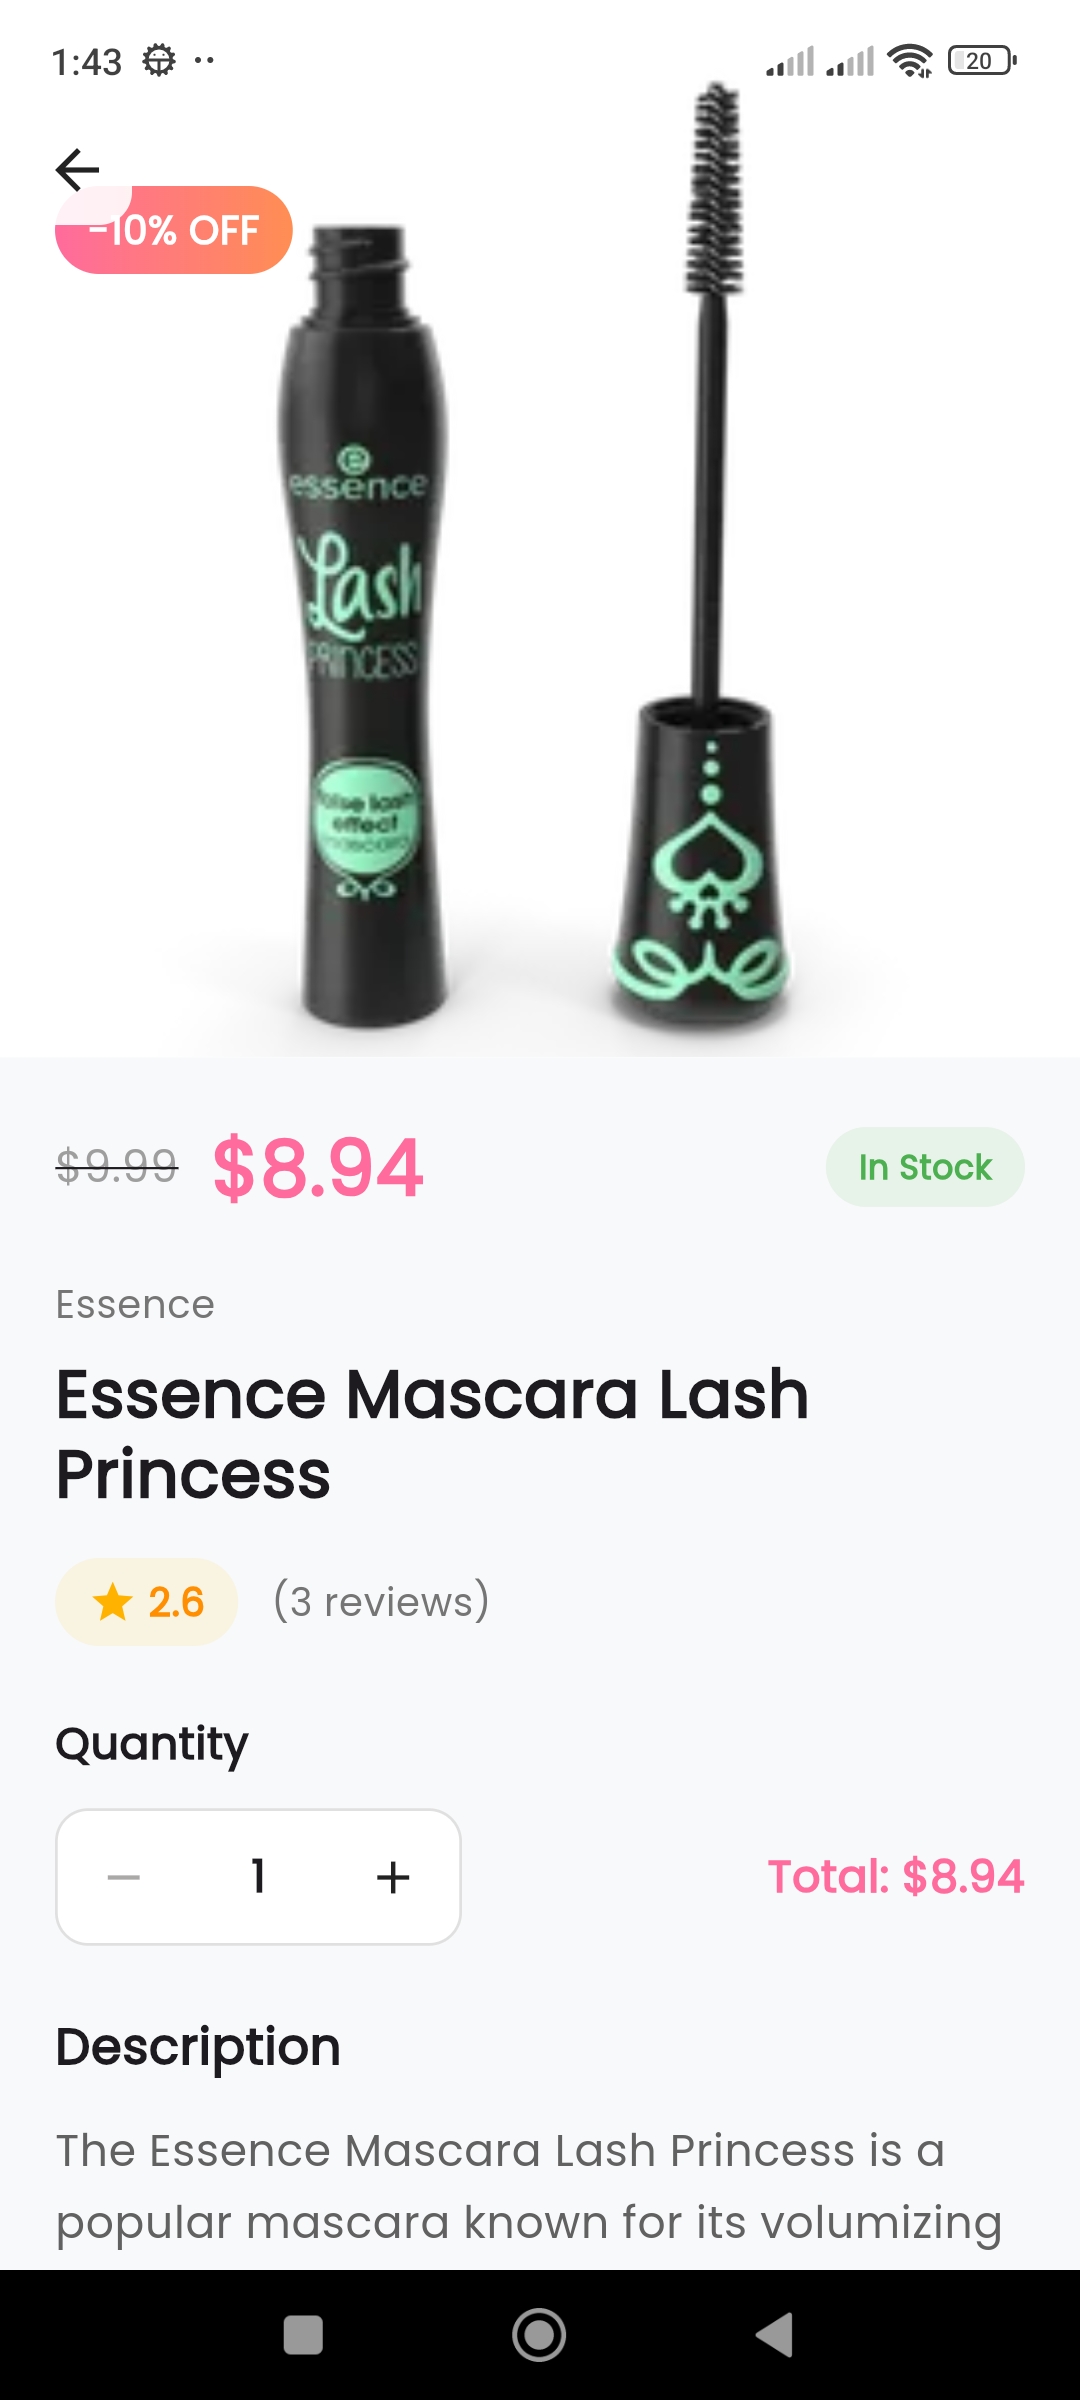 1:43
20
-10% OFF
essence
Lash
PRINCESS
false lash
effect
mascara
$9.99 $8.94
In Stock
Essence
Essence Mascara Lash
Princess
2.6 (3 reviews)
Quantity
1
Total: $8.94
Description
The Essence Mascara Lash Princess is a
popular mascara known for its volumizing